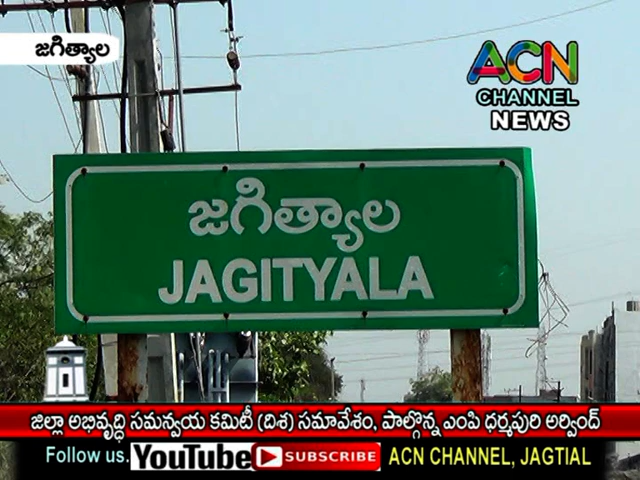 జగిత్యాల
ACN
CHANNEL
NEWS
జగిత్యాల
JAGITYALA
జిల్లా అభివృద్ధి సమన్వయ కమిటీ (దిశ) సమావేశం, పాల్గొన్న ఎంపి ధర్మపురి అర్వింద్
Follow us. YouTube SUBSCRIBE ACN CHANNEL, JAGTIAL